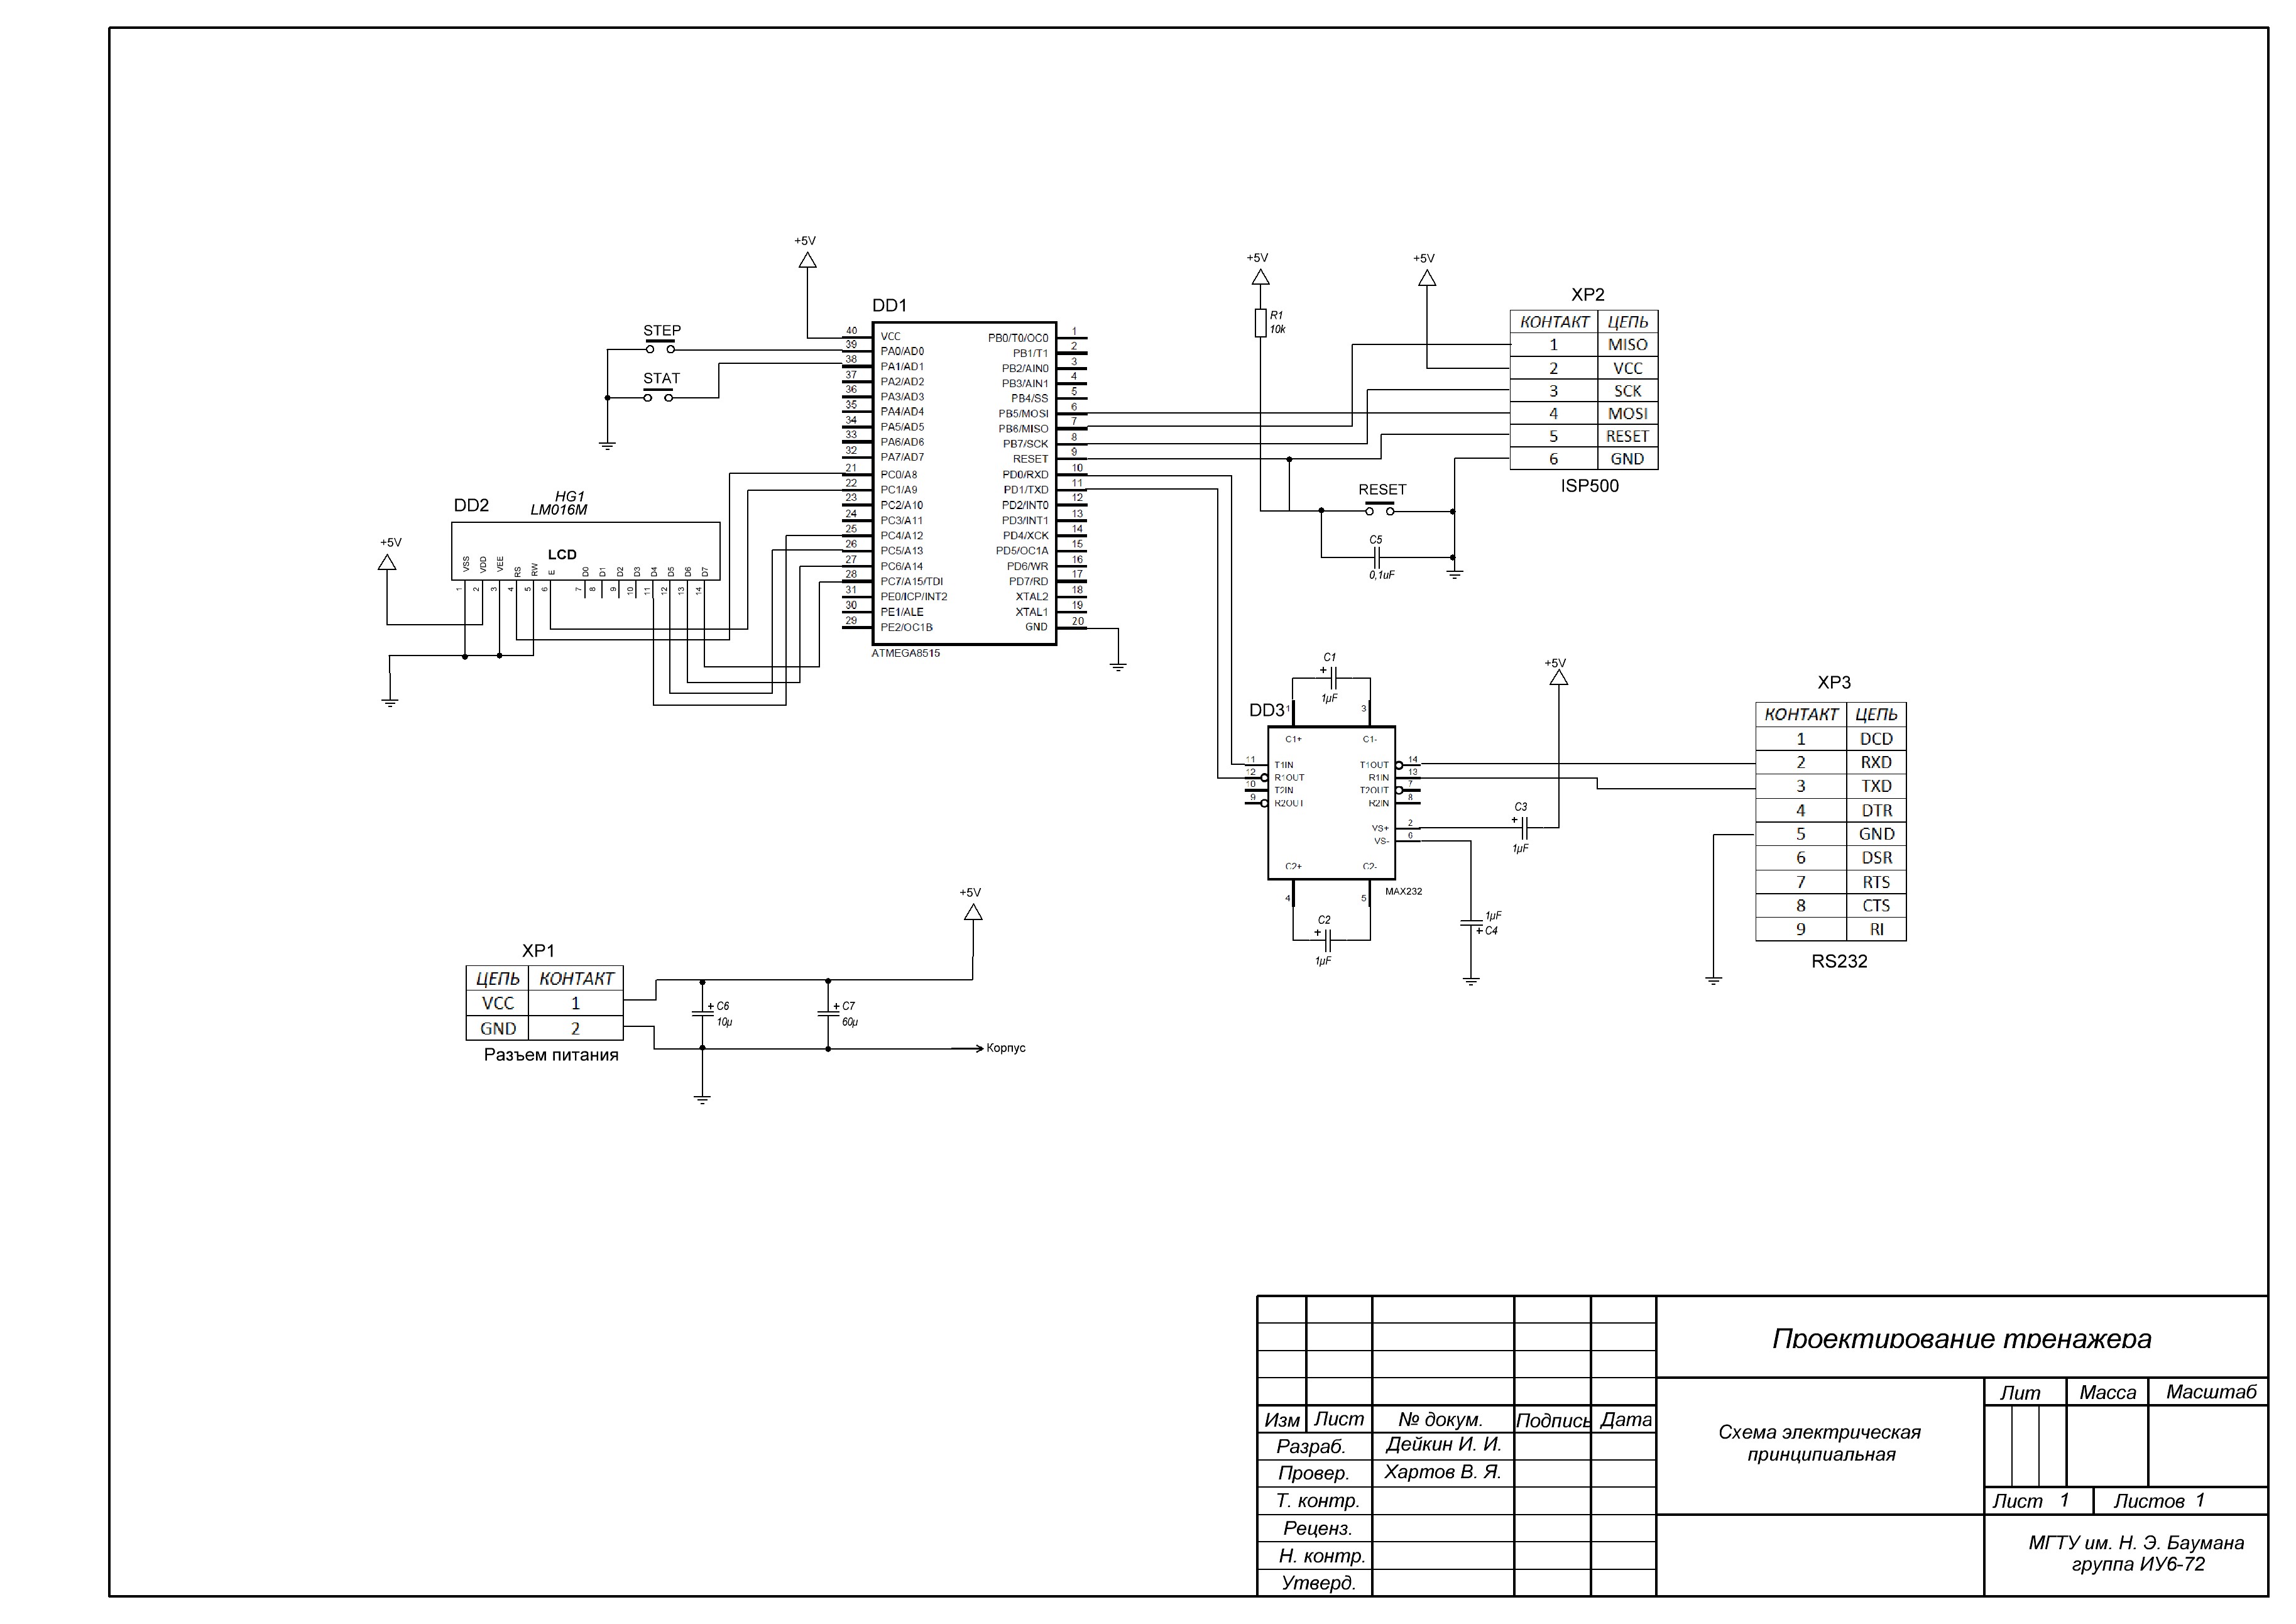 +5V
DD1
STEP
STAT
40 VCC
39 PA0/AD0
38 PA1/AD1
37 PA2/AD2
36 PA3/AD3
35 PA4/AD4
34 PA5/AD5
33 PA6/AD6
32 PA7/AD7
21 PC0/A8
22 PC1/A9
23 PC2/A10
24 PC3/A11
25 PC4/A12
26 PC5/A13
27 PC6/A14
28 PC7/A15/TDI
31 PE0/ICP/INT2
30 PE1/ALE
29 PE2/OC1B
PB0/T0/OC0 1
PB1/T1 2
PB2/AIN0 3
PB3/AIN1 4
PB4/SS 5
PB5/MOSI 6
PB6/MISO 7
PB7/SCK 8
RESET 9
PD0/RXD 10
PD1/TXD 11
PD2/INT0 12
PD3/INT1 13
PD4/XCK 14
PD5/OC1A 15
PD6/WR 16
PD7/RD 17
XTAL2 18
XTAL1 19
GND 20
ATMEGA8515
+5V
R1
10k
+5V
XP2
КОНТАКТ ЦЕПЬ
1 MISO
2 VCC
3 SCK
4 MOSI
5 RESET
6 GND
ISP500
RESET
C5
0,1uF
HG1
DD2 LM016M
+5V
LCD
VSS VDD VEE RS RW E D0 D1 D2 D3 D4 D5 D6 D7
1 2 3 4 5 6 7 8 9 10 11 12 13 14
C1
+
1µF
DD3
1 3
C1+ C1-
11 T1IN
12 R1OUT
10 T2IN
9 R2OUT
T1OUT 14
R1IN 13
T2OUT 7
R2IN 8
VS+ 2
VS- 6
C2+ C2-
4 5
MAX232
C2
+
1µF
+5V
C3
+
1µF
1µF
+ C4
XP3
КОНТАКТ ЦЕПЬ
1 DCD
2 RXD
3 TXD
4 DTR
5 GND
6 DSR
7 RTS
8 CTS
9 RI
RS232
+5V
XP1
ЦЕПЬ КОНТАКТ
VCC 1
GND 2
Разъем питания
+ C6
10µ
+ C7
60µ
Корпус
Проектирование тренажера
Схема электрическая
принципиальная
Лит Масса Масштаб
Изм Лист № докум. Подпись Дата
Разраб. Дейкин И. И.
Провер. Хартов В. Я.
Т. контр.
Реценз.
Н. контр.
Утверд.
Лист 1 Листов 1
МГТУ им. Н. Э. Баумана
группа ИУ6-72